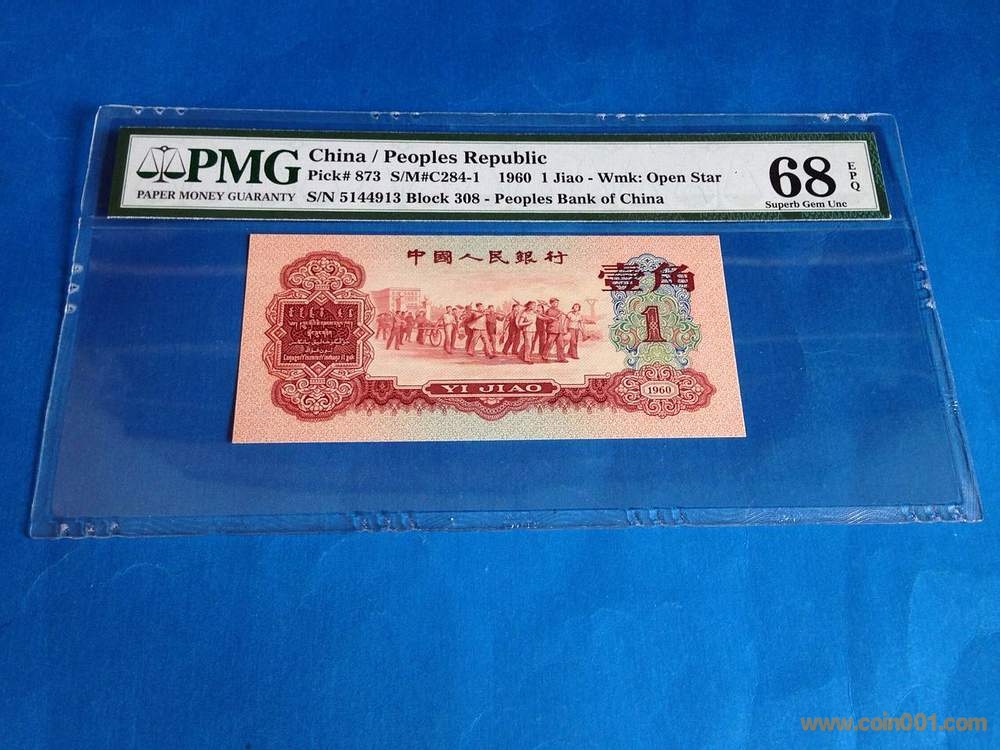 PMG
PAPER MONEY GUARANTY
China / Peoples Republic
Pick# 873 S/M#C284-1 1960 1 Jiao - Wmk: Open Star
S/N 5144913 Block 308 - Peoples Bank of China
68 EPQ
Superb Gem Unc
中國人民銀行
壹角
1
YI JIAO
1960
www.coin001.com